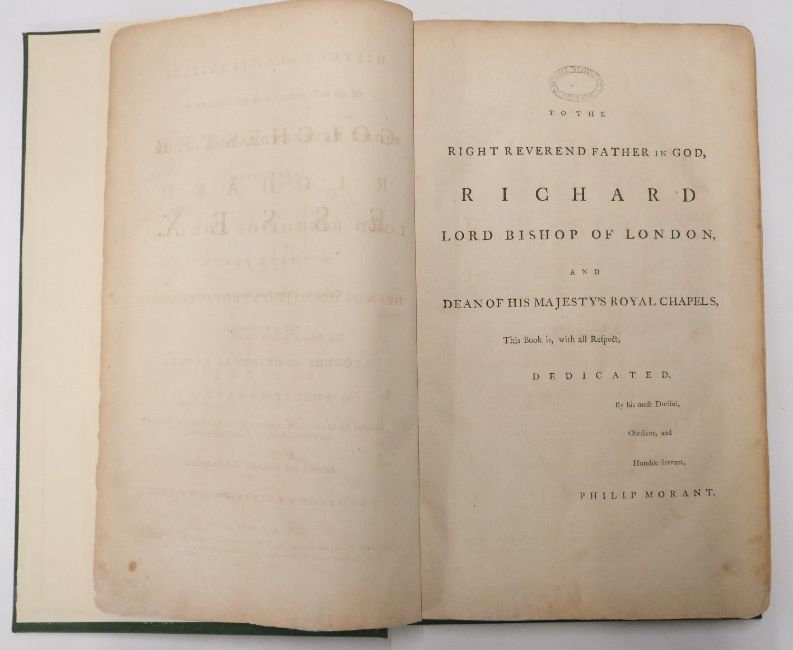 TO THE
RIGHT REVEREND FATHER IN GOD,
RICHARD
LORD BISHOP OF LONDON,
AND
DEAN OF HIS MAJESTY'S ROYAL CHAPELS,
This Book is, with all Reſpect,
DEDICATED,
By his moſt Dutiful,
Obedient, and
Humble Servant,
PHILIP MORANT.